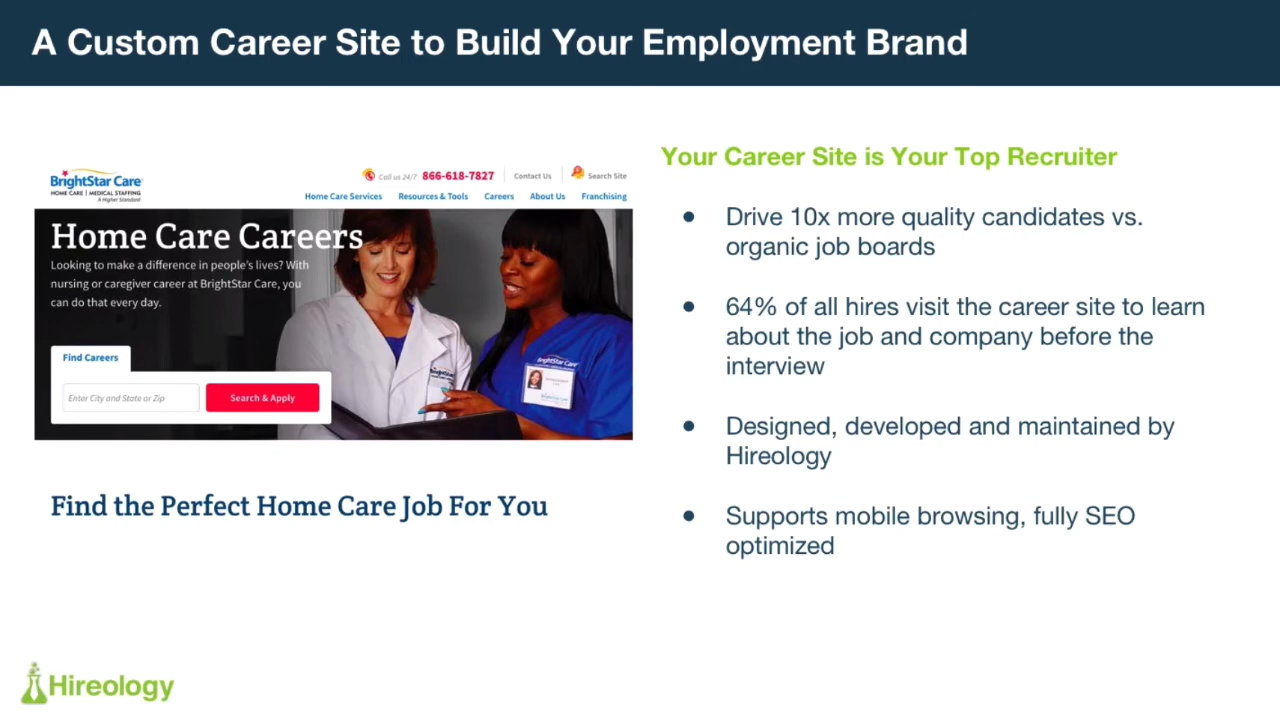 A Custom Career Site to Build Your Employment Brand
BrightStar Care
HOME CARE | MEDICAL STAFFING
A Higher Standard
Call us 24/7 866-618-7827 Contact Us Search Site
Home Care Services Resources & Tools Careers About Us Franchising
Home Care Careers
Looking to make a difference in people's lives? With
nursing or caregiver career at BrightStar Care, you
can do that every day.
Find Careers
Enter City and State or Zip Search & Apply
BrightStar Care
BrightStar Care
Find the Perfect Home Care Job For You
Your Career Site is Your Top Recruiter
● Drive 10x more quality candidates vs.
organic job boards
● 64% of all hires visit the career site to learn
about the job and company before the
interview
● Designed, developed and maintained by
Hireology
● Supports mobile browsing, fully SEO
optimized
Hireology